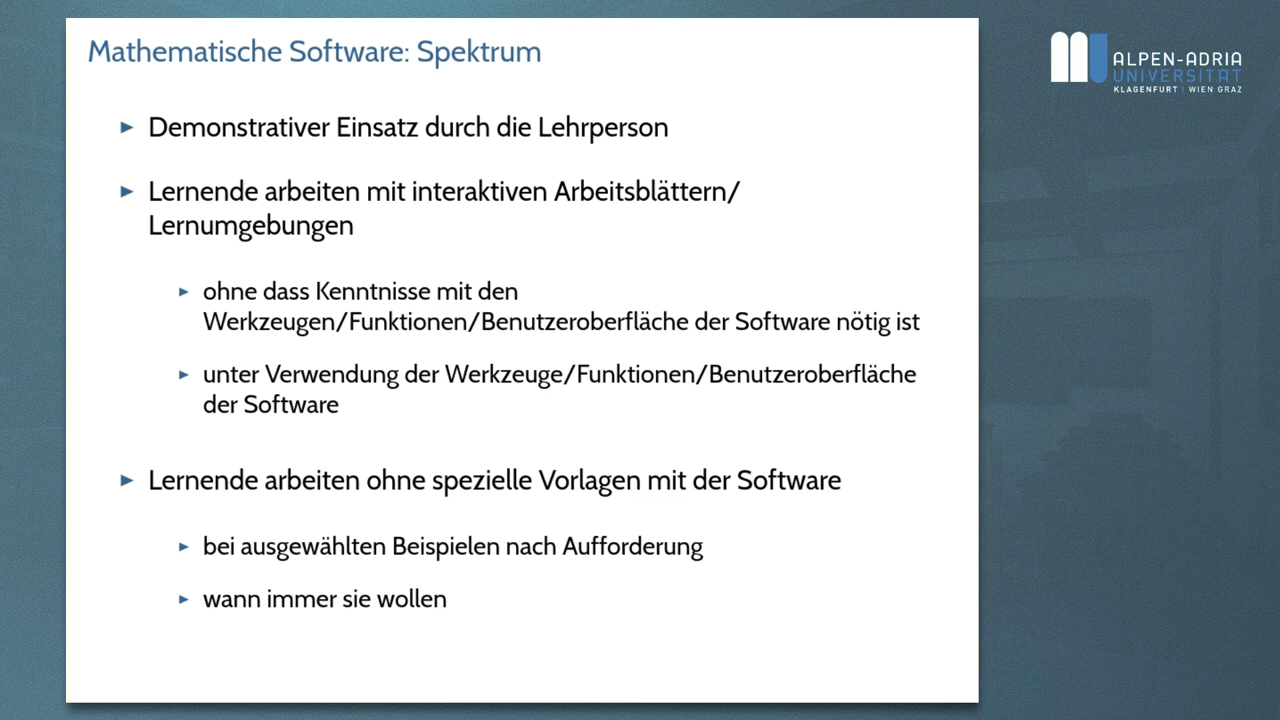 Mathematische Software: Spektrum
Demonstrativer Einsatz durch die Lehrperson
Lernende arbeiten mit interaktiven Arbeitsblättern/
Lernumgebungen
ohne dass Kenntnisse mit den
Werkzeugen/Funktionen/Benutzeroberfläche der Software nötig ist
unter Verwendung der Werkzeuge/Funktionen/Benutzeroberfläche
der Software
Lernende arbeiten ohne spezielle Vorlagen mit der Software
bei ausgewählten Beispielen nach Aufforderung
wann immer sie wollen
ALPEN-ADRIA
UNIVERSITÄT
KLAGENFURT | WIEN GRAZ